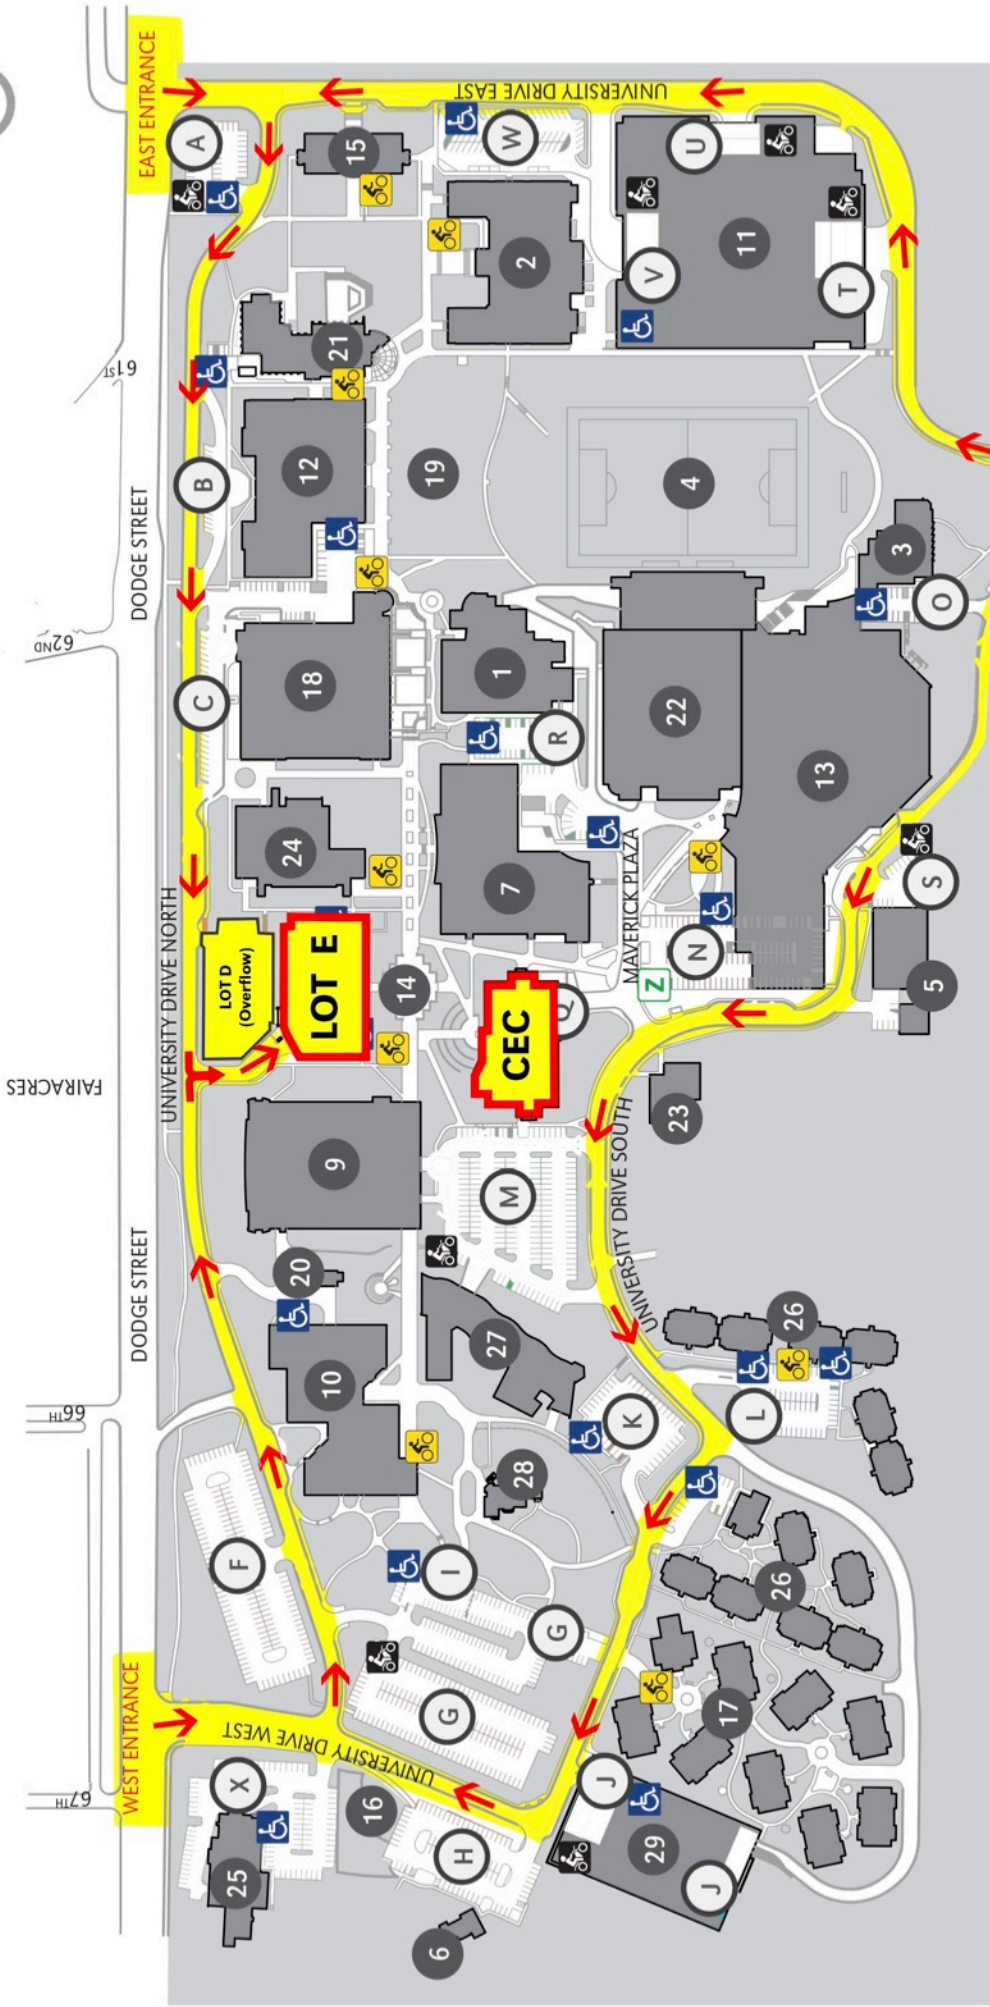 FAIRACRES
67TH
66TH
62ND
61ST
WEST ENTRANCE
DODGE STREET
DODGE STREET
EAST ENTRANCE
UNIVERSITY DRIVE NORTH
X
F
LOT D
(Overflow)
C
B
A
25
UNIVERSITY DRIVE WEST
10
20
9
LOT E
24
18
12
21
15
16
14
6
H
G
I
M
27
28
CEC
Q
7
1
R
19
2
W
UNIVERSITY DRIVE EAST
G
K
UNIVERSITY DRIVE SOUTH
Z
MAVERICK PLAZA
N
22
4
V
U
11
J
29
J
17
26
L
26
23
13
T
5
S
O
3